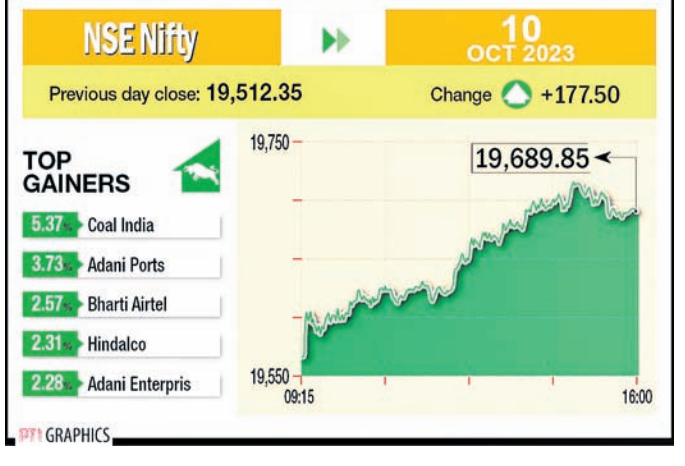 NSE Nifty
10
OCT 2023
Previous day close: 19,512.35
Change +177.50
TOP
GAINERS
5.37% Coal India
3.73% Adani Ports
2.57% Bharti Airtel
2.31% Hindalco
2.28% Adani Enterpris
19,750
19,689.85
19,550
09:15
16:00
PTI GRAPHICS